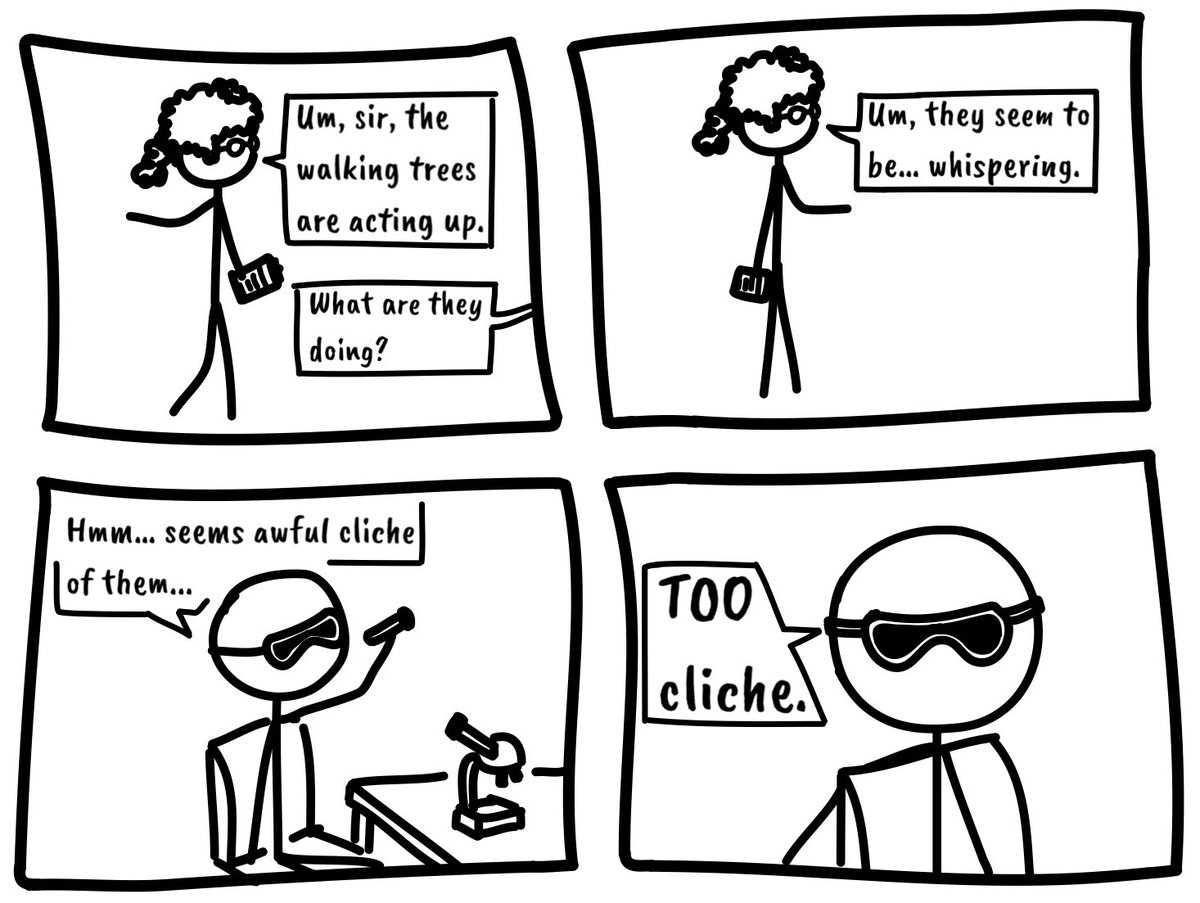 Um, sir, the
walking trees
are acting up.
What are they
doing?
Um, they seem to
be... whispering.
Hmm... seems awful cliche
of them...
TOO
cliche.